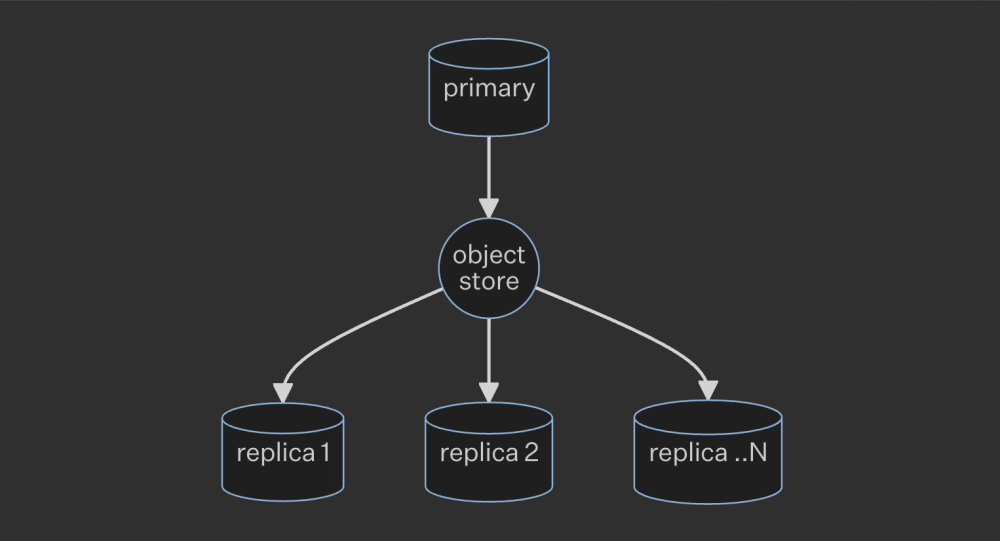 primary
object
store
replica 1
replica 2
replica ..N